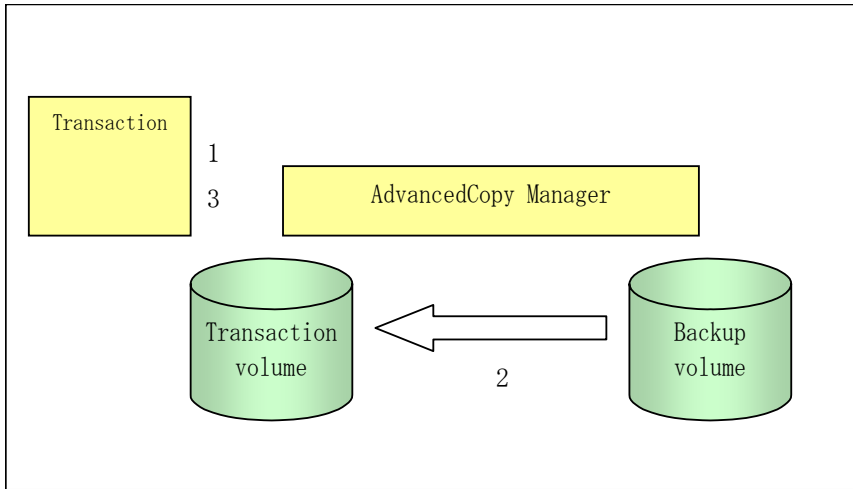 Transaction
1
3
AdvancedCopy Manager
Transaction
volume
Backup
volume
2